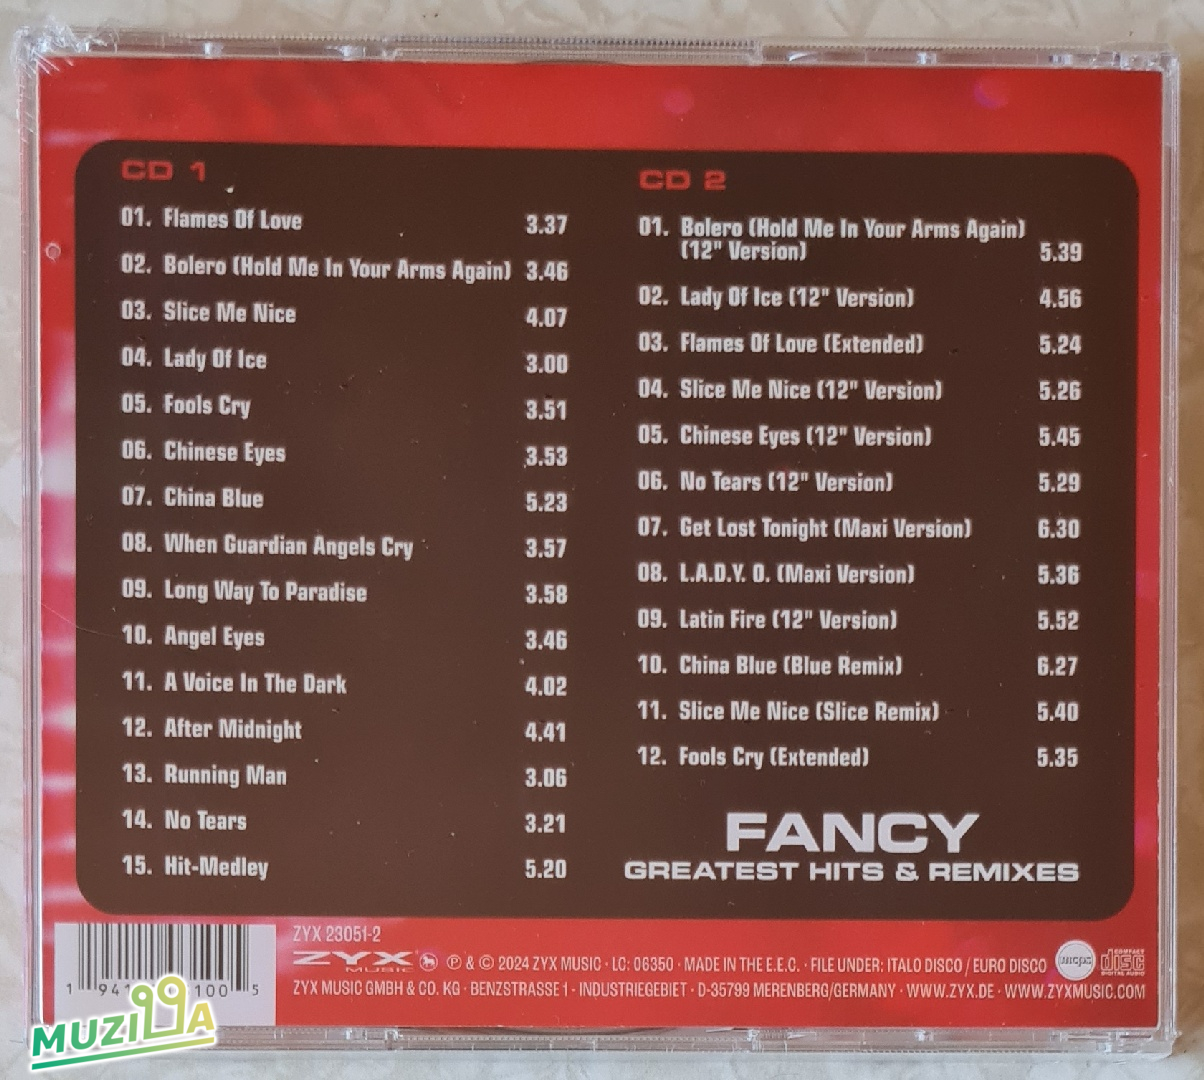 CD 1
01. Flames Of Love 3.37
02. Bolero (Hold Me In Your Arms Again) 3.46
03. Slice Me Nice 4.07
04. Lady Of Ice 3.00
05. Fools Cry 3.51
06. Chinese Eyes 3.53
07. China Blue 5.23
08. When Guardian Angels Cry 3.57
09. Long Way To Paradise 3.58
10. Angel Eyes 3.46
11. A Voice In The Dark 4.02
12. After Midnight 4.41
13. Running Man 3.06
14. No Tears 3.21
15. Hit-Medley 5.20
CD 2
01. Bolero (Hold Me In Your Arms Again)
(12" Version) 5.39
02. Lady Of Ice (12" Version) 4.56
03. Flames Of Love (Extended) 5.24
04. Slice Me Nice (12" Version) 5.26
05. Chinese Eyes (12" Version) 5.45
06. No Tears (12" Version) 5.29
07. Get Lost Tonight (Maxi Version) 6.30
08. L.A.D.Y. O. (Maxi Version) 5.36
09. Latin Fire (12" Version) 5.52
10. China Blue (Blue Remix) 6.27
11. Slice Me Nice (Slice Remix) 5.40
12. Fools Cry (Extended) 5.35
FANCY
GREATEST HITS & REMIXES
ZYX 23051-2
ZYX MUSIC ℗ & © 2024 ZYX MUSIC · LC: 06350 · MADE IN THE E.E.C. · FILE UNDER: ITALO DISCO / EURO DISCO
ZYX MUSIC GMBH & CO. KG · BENZSTRASSE 1 · INDUSTRIEGEBIET · D-35799 MERENBERG/GERMANY · WWW.ZYX.DE · WWW.ZYXMUSIC.COM
mcps
COMPACT disc DIGITAL AUDIO
1 941 100 5
MUZILLA
99